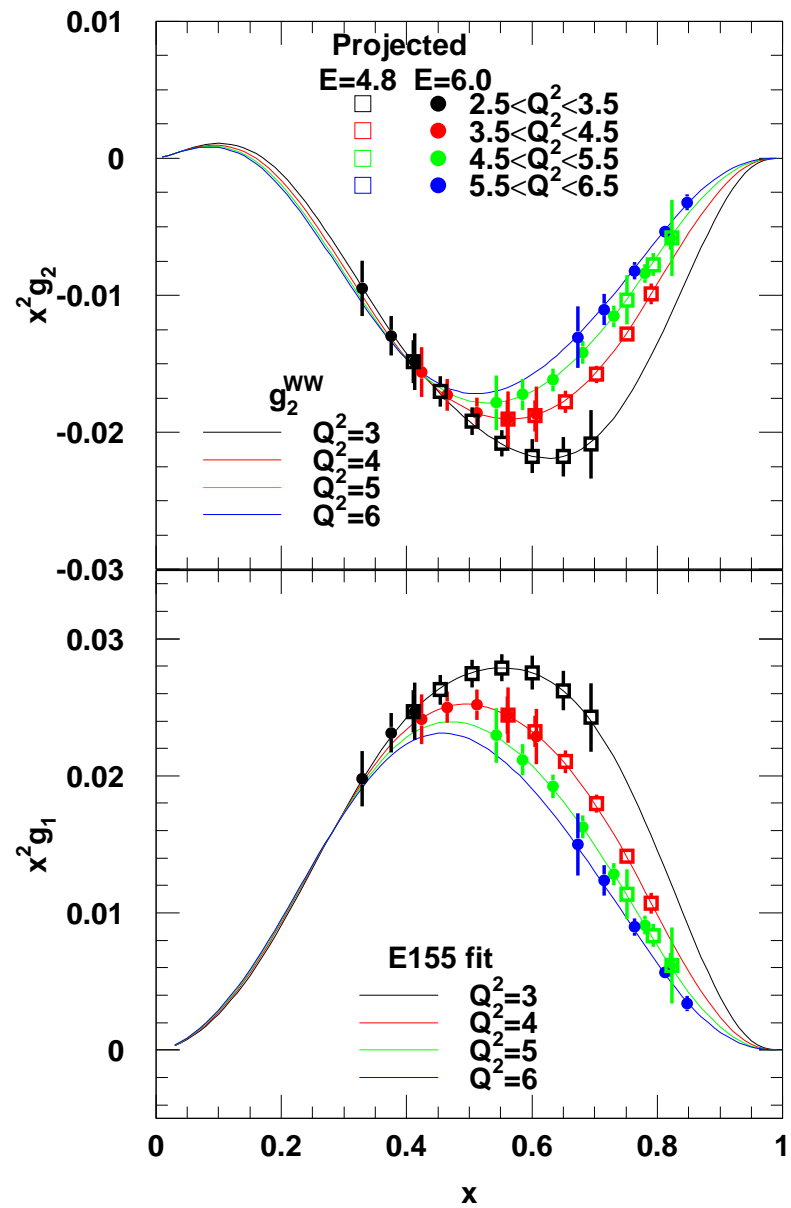 0.01
Projected
E=4.8 E=6.0
2.5<Q²<3.5
3.5<Q²<4.5
4.5<Q²<5.5
5.5<Q²<6.5
0
-0.01
x²g₂
g₂^WW
-0.02
Q²=3
Q²=4
Q²=5
Q²=6
-0.03
0.03
0.02
x²g₁
0.01
E155 fit
Q²=3
Q²=4
Q²=5
Q²=6
0
0 0.2 0.4 0.6 0.8 1
x